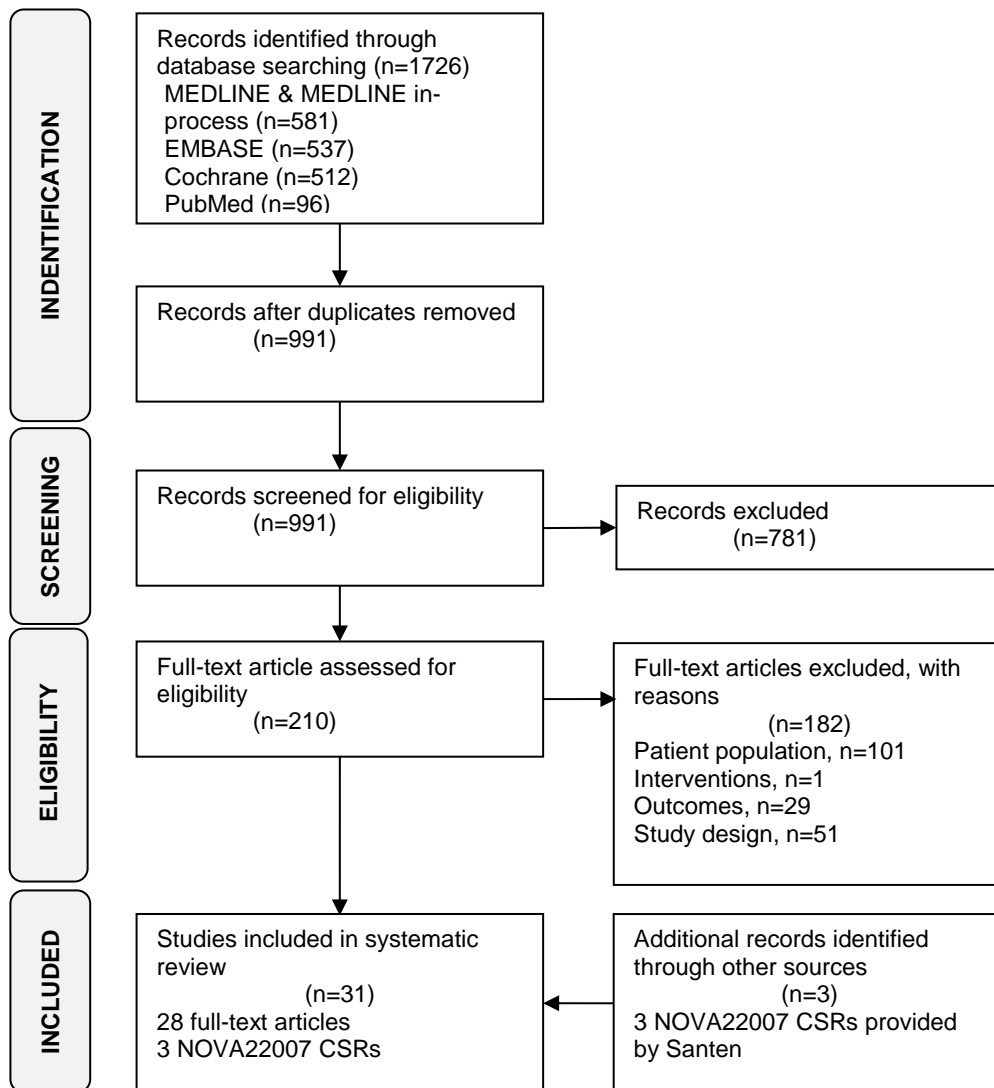 INDENTIFICATION
Records identified through
database searching (n=1726)
MEDLINE & MEDLINE in-
process (n=581)
EMBASE (n=537)
Cochrane (n=512)
PubMed (n=96)
Records after duplicates removed
(n=991)
SCREENING
Records screened for eligibility
(n=991)
Records excluded
(n=781)
ELIGIBILITY
Full-text article assessed for
eligibility
(n=210)
Full-text articles excluded, with
reasons
(n=182)
Patient population, n=101
Interventions, n=1
Outcomes, n=29
Study design, n=51
INCLUDED
Studies included in systematic
review
(n=31)
28 full-text articles
3 NOVA22007 CSRs
Additional records identified
through other sources
(n=3)
3 NOVA22007 CSRs provided
by Santen